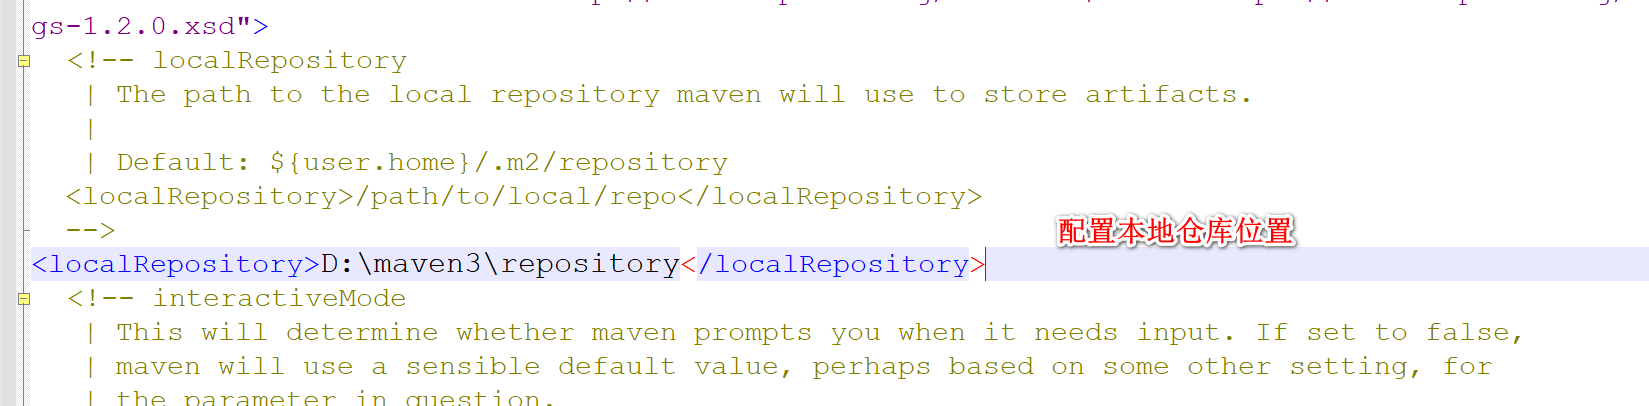 gs-1.2.0.xsd">
<!-- localRepository
| The path to the local repository maven will use to store artifacts.
|
| Default: ${user.home}/.m2/repository
<localRepository>/path/to/local/repo</localRepository>
-->
配置本地仓库位置
<localRepository>D:\maven3\repository</localRepository>
<!-- interactiveMode
| This will determine whether maven prompts you when it needs input. If set to false,
| maven will use a sensible default value, perhaps based on some other setting, for
| the parameter in question.